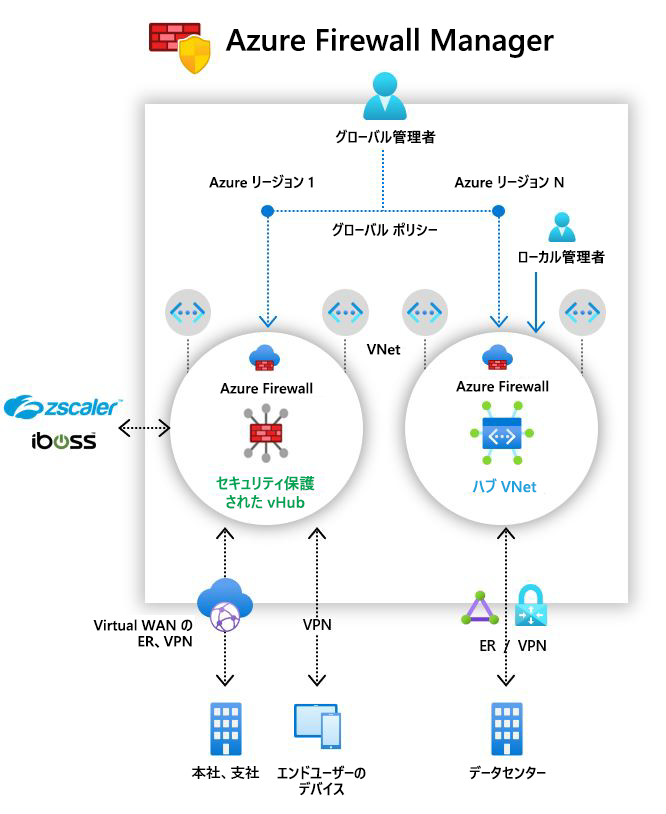 Azure Firewall Manager
グローバル管理者
Azure リージョン 1
Azure リージョン N
グローバル ポリシー
ローカル管理者
VNet
Azure Firewall
Azure Firewall
zscaler™
iboss
セキュリティ保護
された vHub
ハブ VNet
Virtual WAN の
ER、VPN
VPN
ER / VPN
本社、支社
エンドユーザーの
デバイス
データセンター